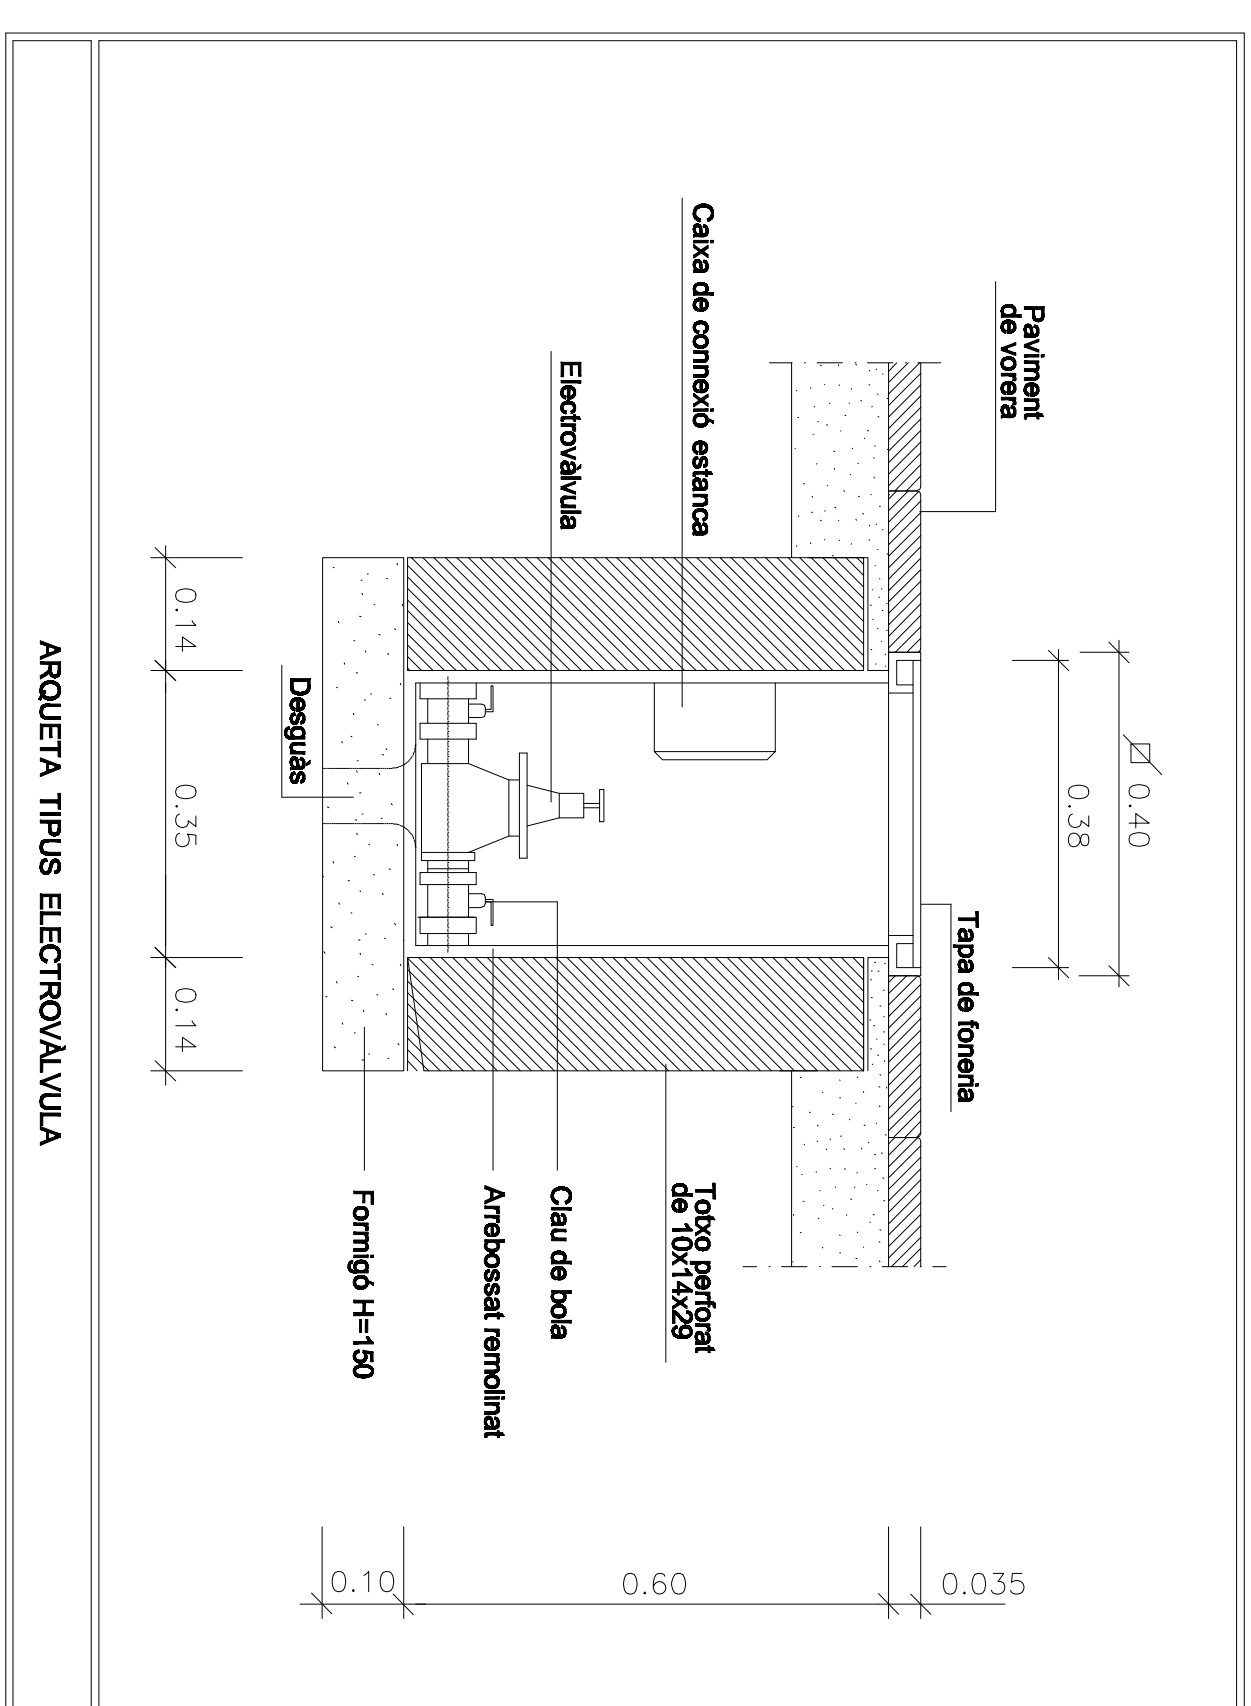 0.40
0.38
Paviment
de vorera
Tapa de foneria
Caixa de connexió estanca
Totxo perforat
de 10x14x29
Electrovàlvula
Clau de bola
Arrebossat remolinat
Formigó H=150
Desguàs
0.035
0.60
0.10
0.14
0.35
0.14
ARQUETA TIPUS ELECTROVÀLVULA